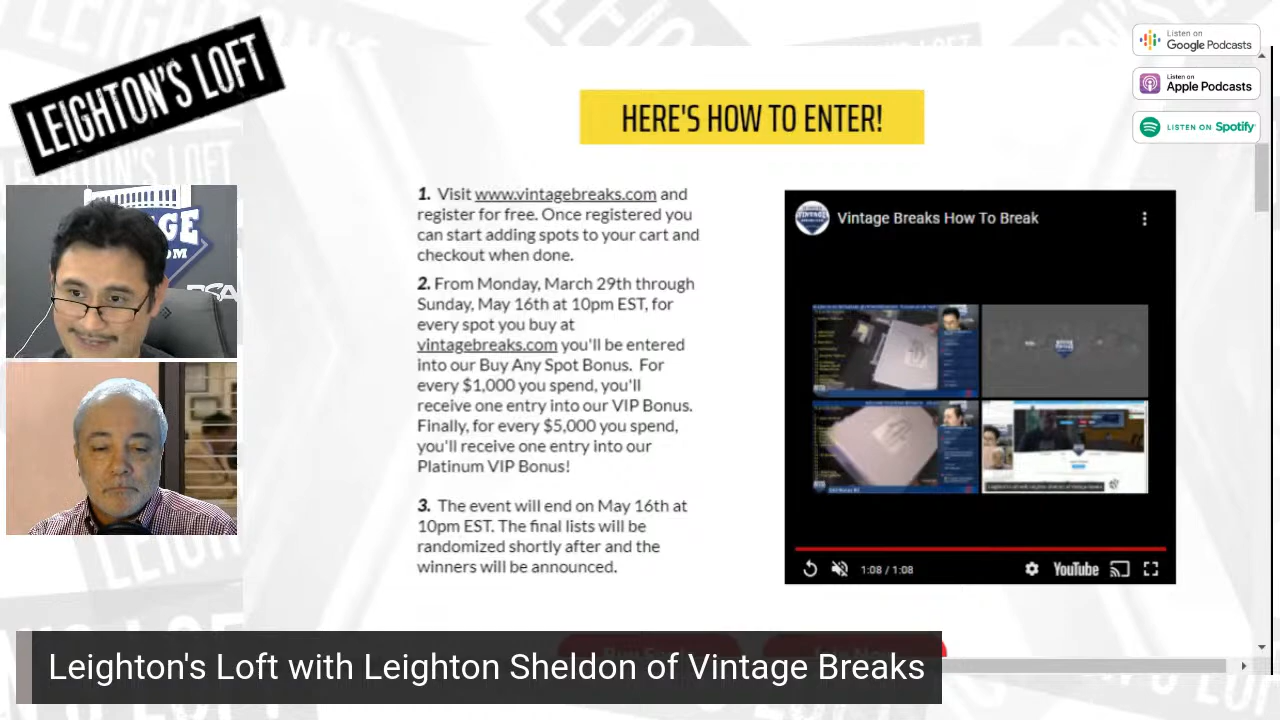 LEIGHTON'S LOFT
Listen on
Google Podcasts
Listen on
Apple Podcasts
LISTEN ON Spotify
HERE'S HOW TO ENTER!
1. Visit www.vintagebreaks.com and
register for free. Once registered you
can start adding spots to your cart and
checkout when done.
2. From Monday, March 29th through
Sunday, May 16th at 10pm EST, for
every spot you buy at
vintagebreaks.com you'll be entered
into our Buy Any Spot Bonus. For
every $1,000 you spend, you'll
receive one entry into our VIP Bonus.
Finally, for every $5,000 you spend,
you'll receive one entry into our
Platinum VIP Bonus!
3. The event will end on May 16th at
10pm EST. The final lists will be
randomized shortly after and the
winners will be announced.
Vintage Breaks How To Break
1:08 / 1:08
YouTube
Leighton's Loft with Leighton Sheldon of Vintage Breaks